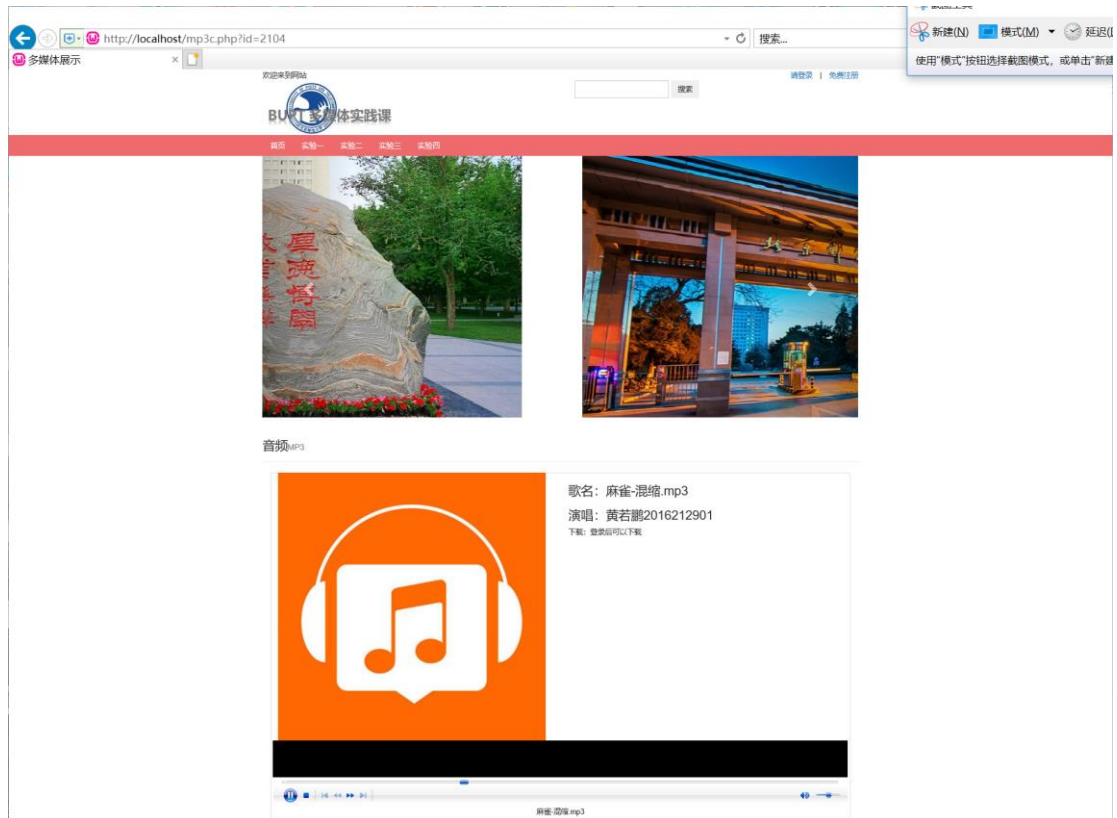 新建(N) 模式(M) 延迟(D
http://localhost/mp3c.php?id=2104
搜索...
多媒体展示
使用"模式"按钮选择截图模式，或单击"新建
欢迎来到网站
请登录 | 免费注册
搜索
BUPT 多媒体实践课
首页 实验一 实验二 实验三 实验四
厚德博
音频MP3
歌名：麻雀-混缩.mp3
演唱：黄若鹏2016212901
下载：登录后可以下载
麻雀-混缩.mp3